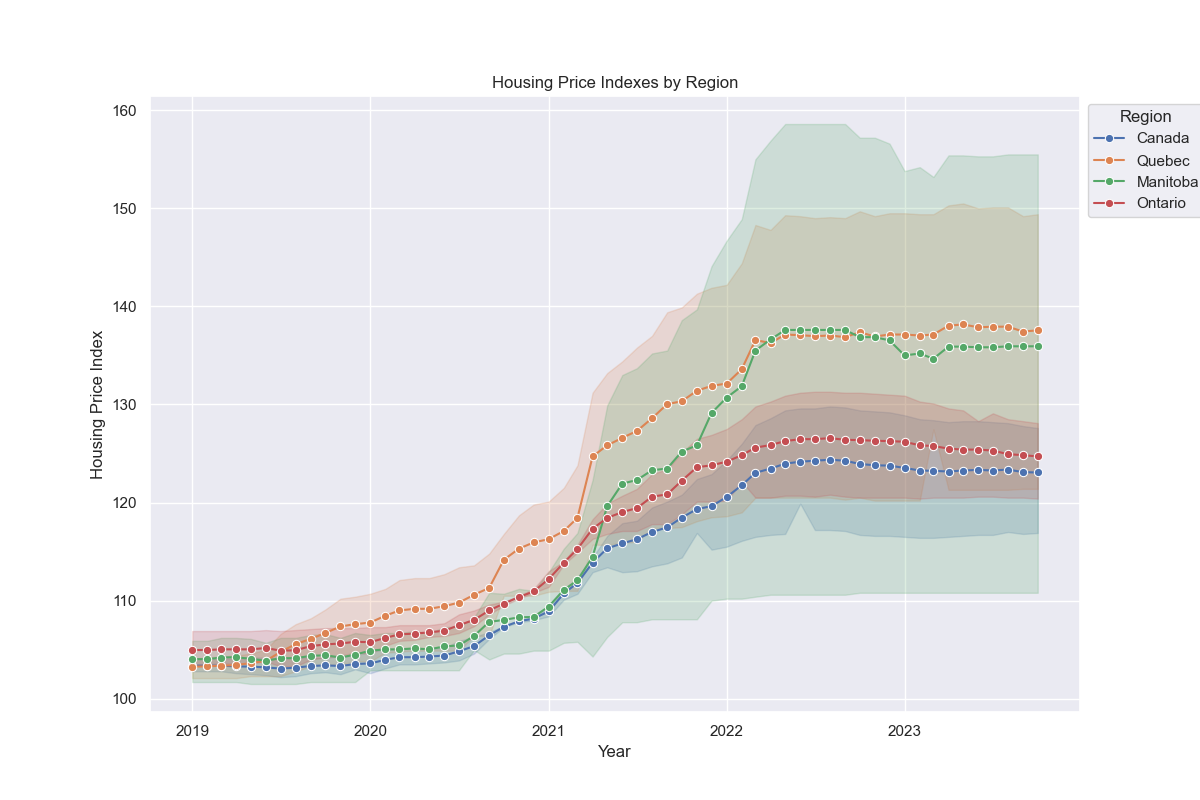 Housing Price Indexes by Region
160
150
140
130
120
110
100
Housing Price Index
2019
2020
2021
2022
2023
Year
Region
Canada
Quebec
Manitoba
Ontario